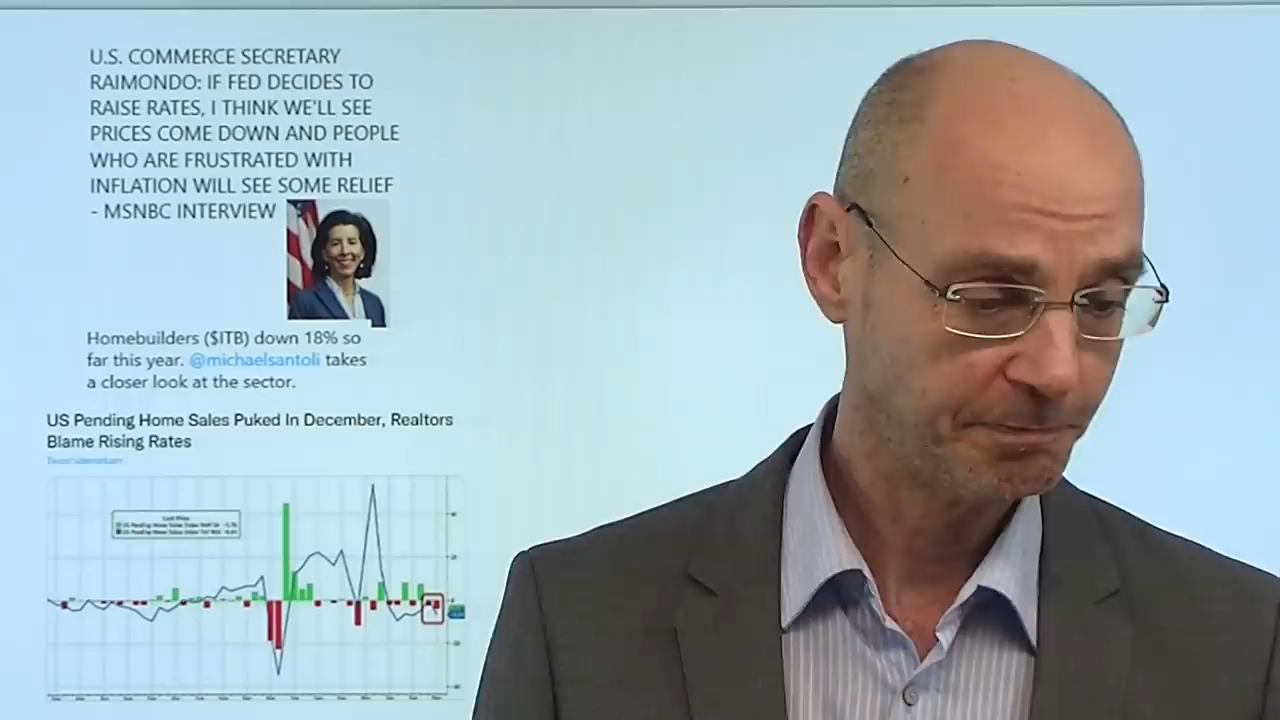 U.S. COMMERCE SECRETARY
RAIMONDO: IF FED DECIDES TO
RAISE RATES, I THINK WE'LL SEE
PRICES COME DOWN AND PEOPLE
WHO ARE FRUSTRATED WITH
INFLATION WILL SEE SOME RELIEF
- MSNBC INTERVIEW
Homebuilders ($ITB) down 18% so
far this year. @michaelsantoli takes
a closer look at the sector.
US Pending Home Sales Puked In December, Realtors
Blame Rising Rates